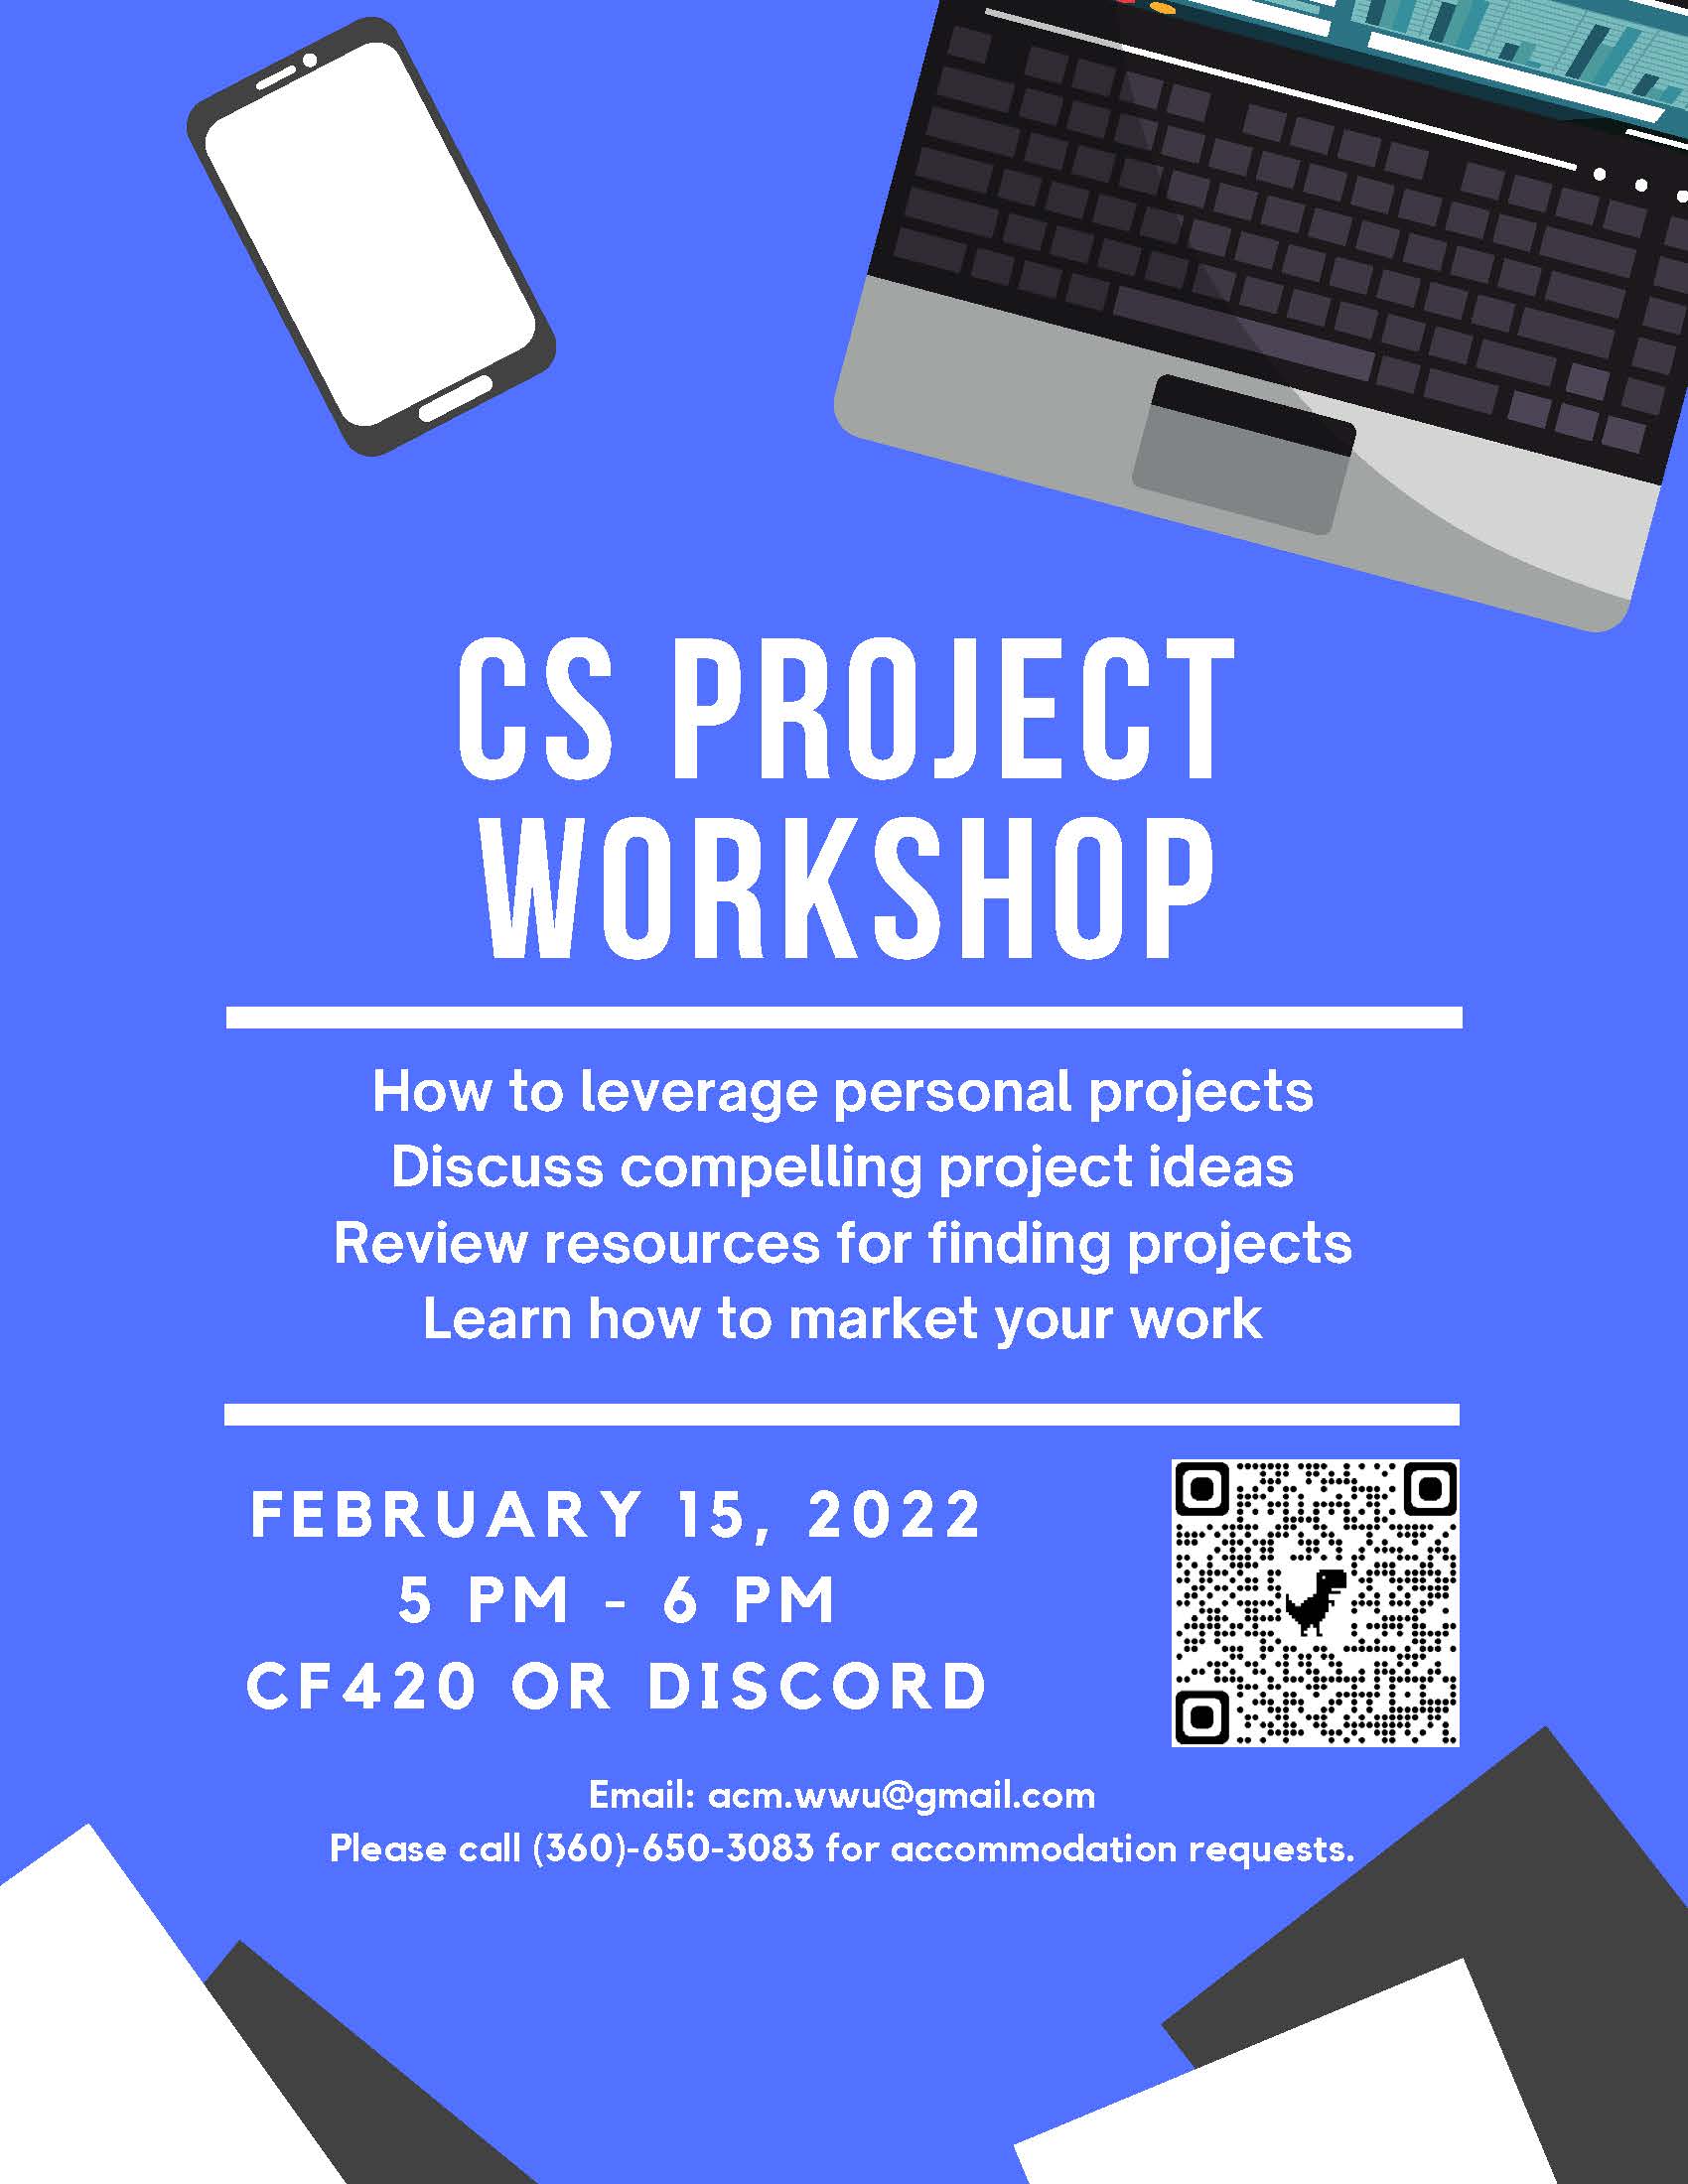 CS PROJECT
WORKSHOP
How to leverage personal projects
Discuss compelling project ideas
Review resources for finding projects
Learn how to market your work
FEBRUARY 15, 2022
5 PM - 6 PM
CF420 OR DISCORD
Email: acm.wwu@gmail.com
Please call (360)-650-3083 for accommodation requests.